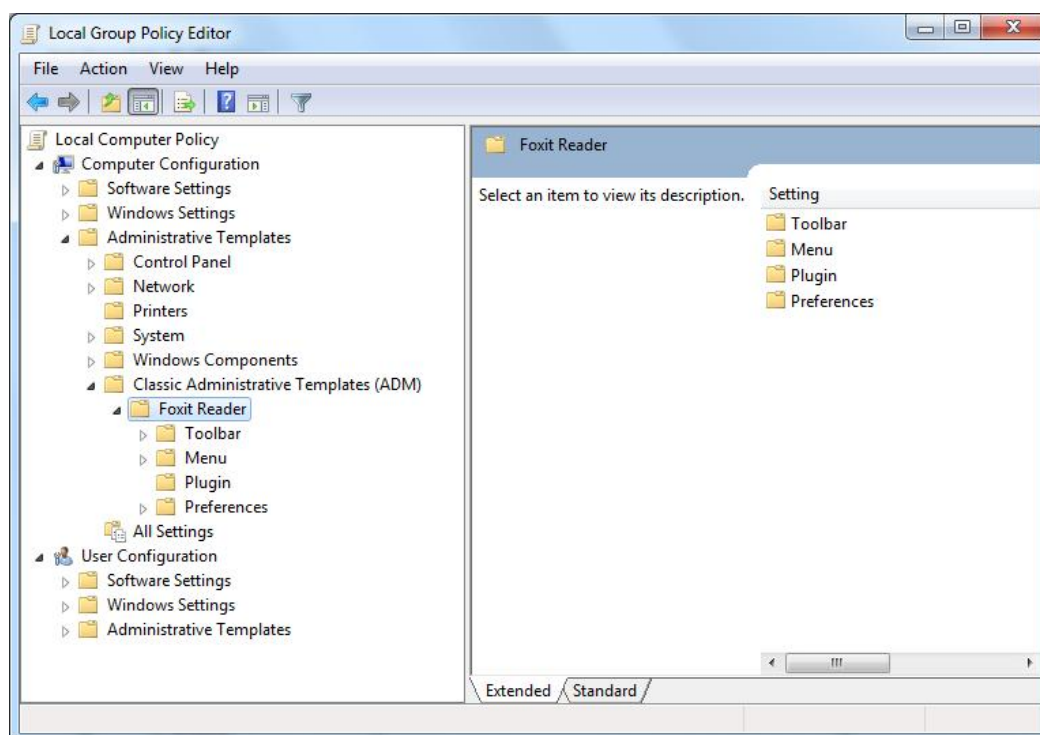 Local Group Policy Editor
File Action View Help
Local Computer Policy
Computer Configuration
Software Settings
Windows Settings
Administrative Templates
Control Panel
Network
Printers
System
Windows Components
Classic Administrative Templates (ADM)
Foxit Reader
Toolbar
Menu
Plugin
Preferences
All Settings
User Configuration
Software Settings
Windows Settings
Administrative Templates
Foxit Reader
Select an item to view its description.
Setting
Toolbar
Menu
Plugin
Preferences
Extended Standard